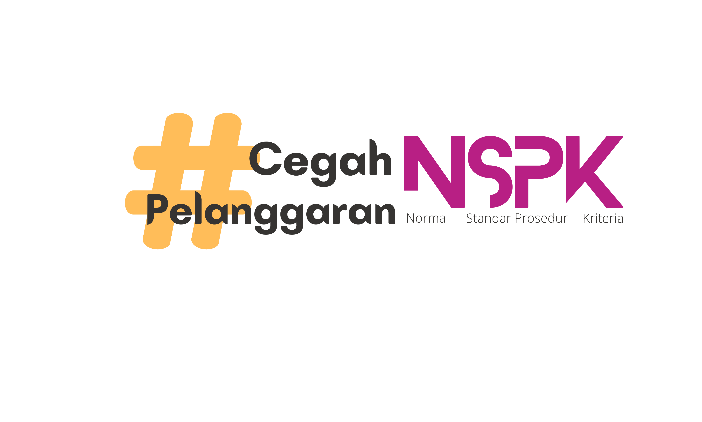 #Cegah
Pelanggaran
NSPK
Norma Standar Prosedur Kriteria